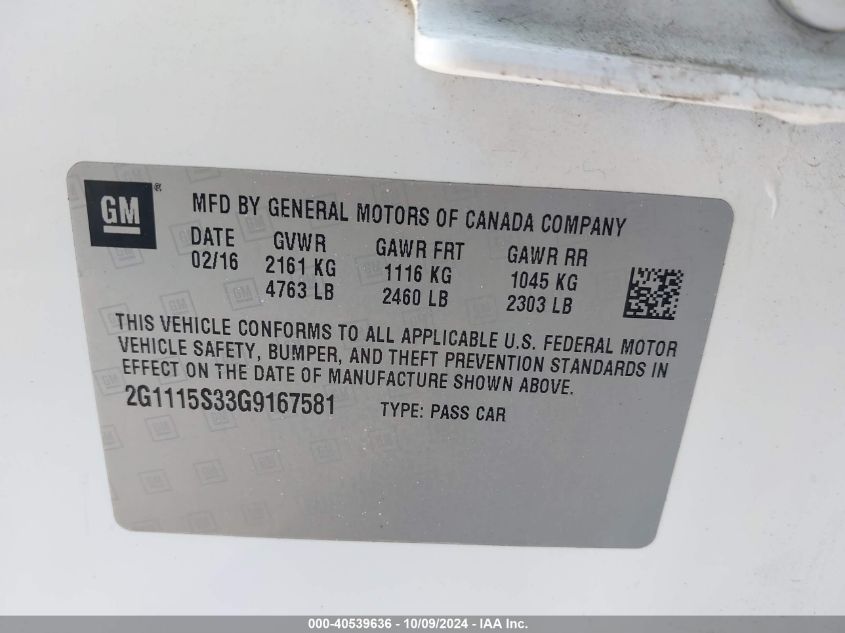 GM
MFD BY GENERAL MOTORS OF CANADA COMPANY
DATE GVWR GAWR FRT GAWR RR
02/16 2161 KG 1116 KG 1045 KG
4763 LB 2460 LB 2303 LB
THIS VEHICLE CONFORMS TO ALL APPLICABLE U.S. FEDERAL MOTOR
VEHICLE SAFETY, BUMPER, AND THEFT PREVENTION STANDARDS IN
EFFECT ON THE DATE OF MANUFACTURE SHOWN ABOVE.
2G1115S33G9167581 TYPE: PASS CAR
000-40539636 - 10/09/2024 - IAA Inc.